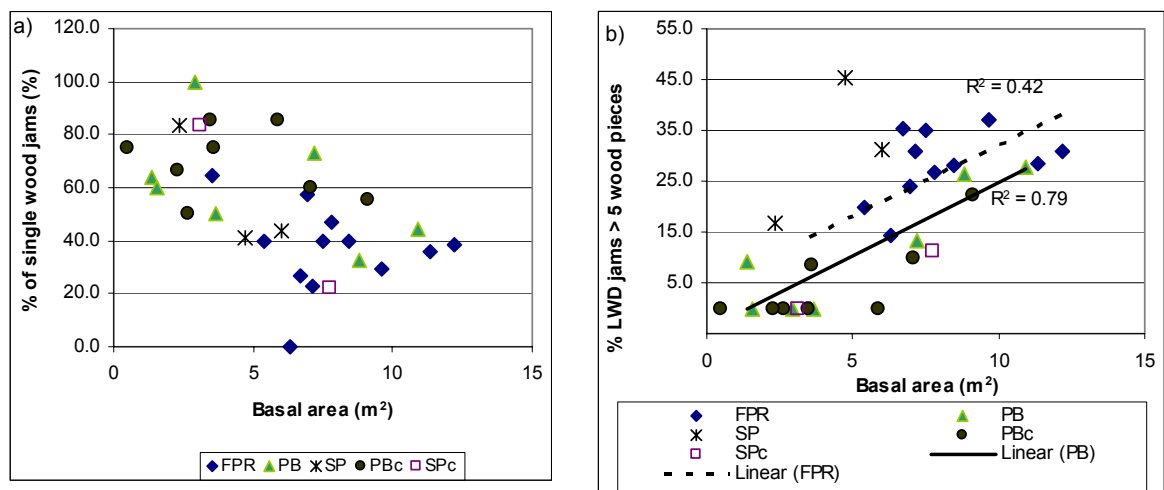 a)
120.0
100.0
80.0
60.0
40.0
20.0
0.0
% of single wood jams (%)
0 5 10 15
Basal area (m²)
FPR PB SP PBc SPc
b)
55.0
45.0
35.0
25.0
15.0
5.0
% LWD jams > 5 wood pieces
R² = 0.42
R² = 0.79
0 5 10 15
Basal area (m²)
FPR PB
SP PBc
SPc Linear (PB)
Linear (FPR)